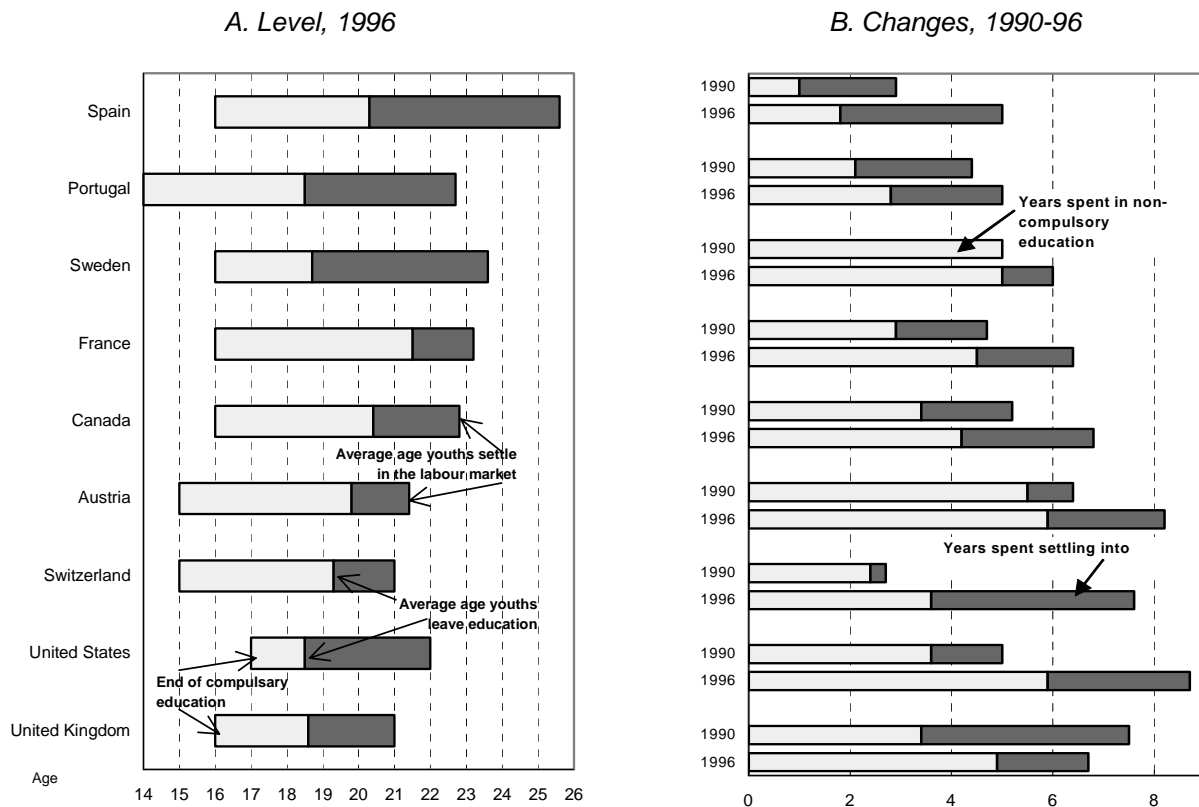 A. Level, 1996
Spain
Portugal
Sweden
France
Canada
Average age youths settle
in the labour market
Austria
Switzerland
Average age youths
leave education
United States
End of compulsary
education
United Kingdom
Age
14 15 16 17 18 19 20 21 22 23 24 25 26
B. Changes, 1990-96
1990
1996
1990
1996
Years spent in non-
compulsory
education
1990
1996
1990
1996
1990
1996
1990
1996
Years spent settling into
1990
1996
1990
1996
1990
1996
0 2 4 6 8